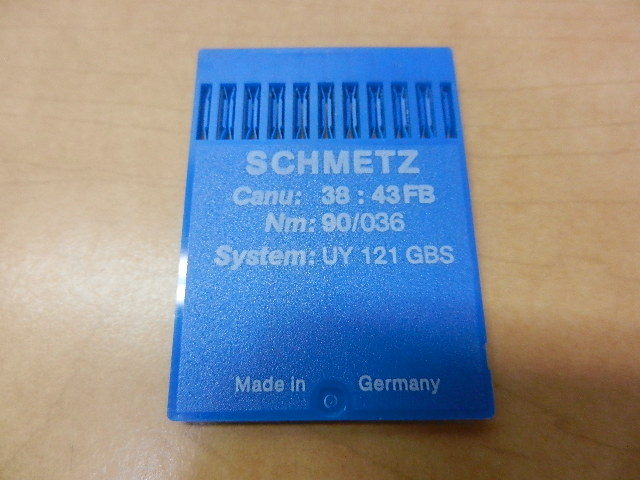 SCHMETZ
Canu: 38 : 43 FB
Nm: 90/036
System: UY 121 GBS
Made in Germany